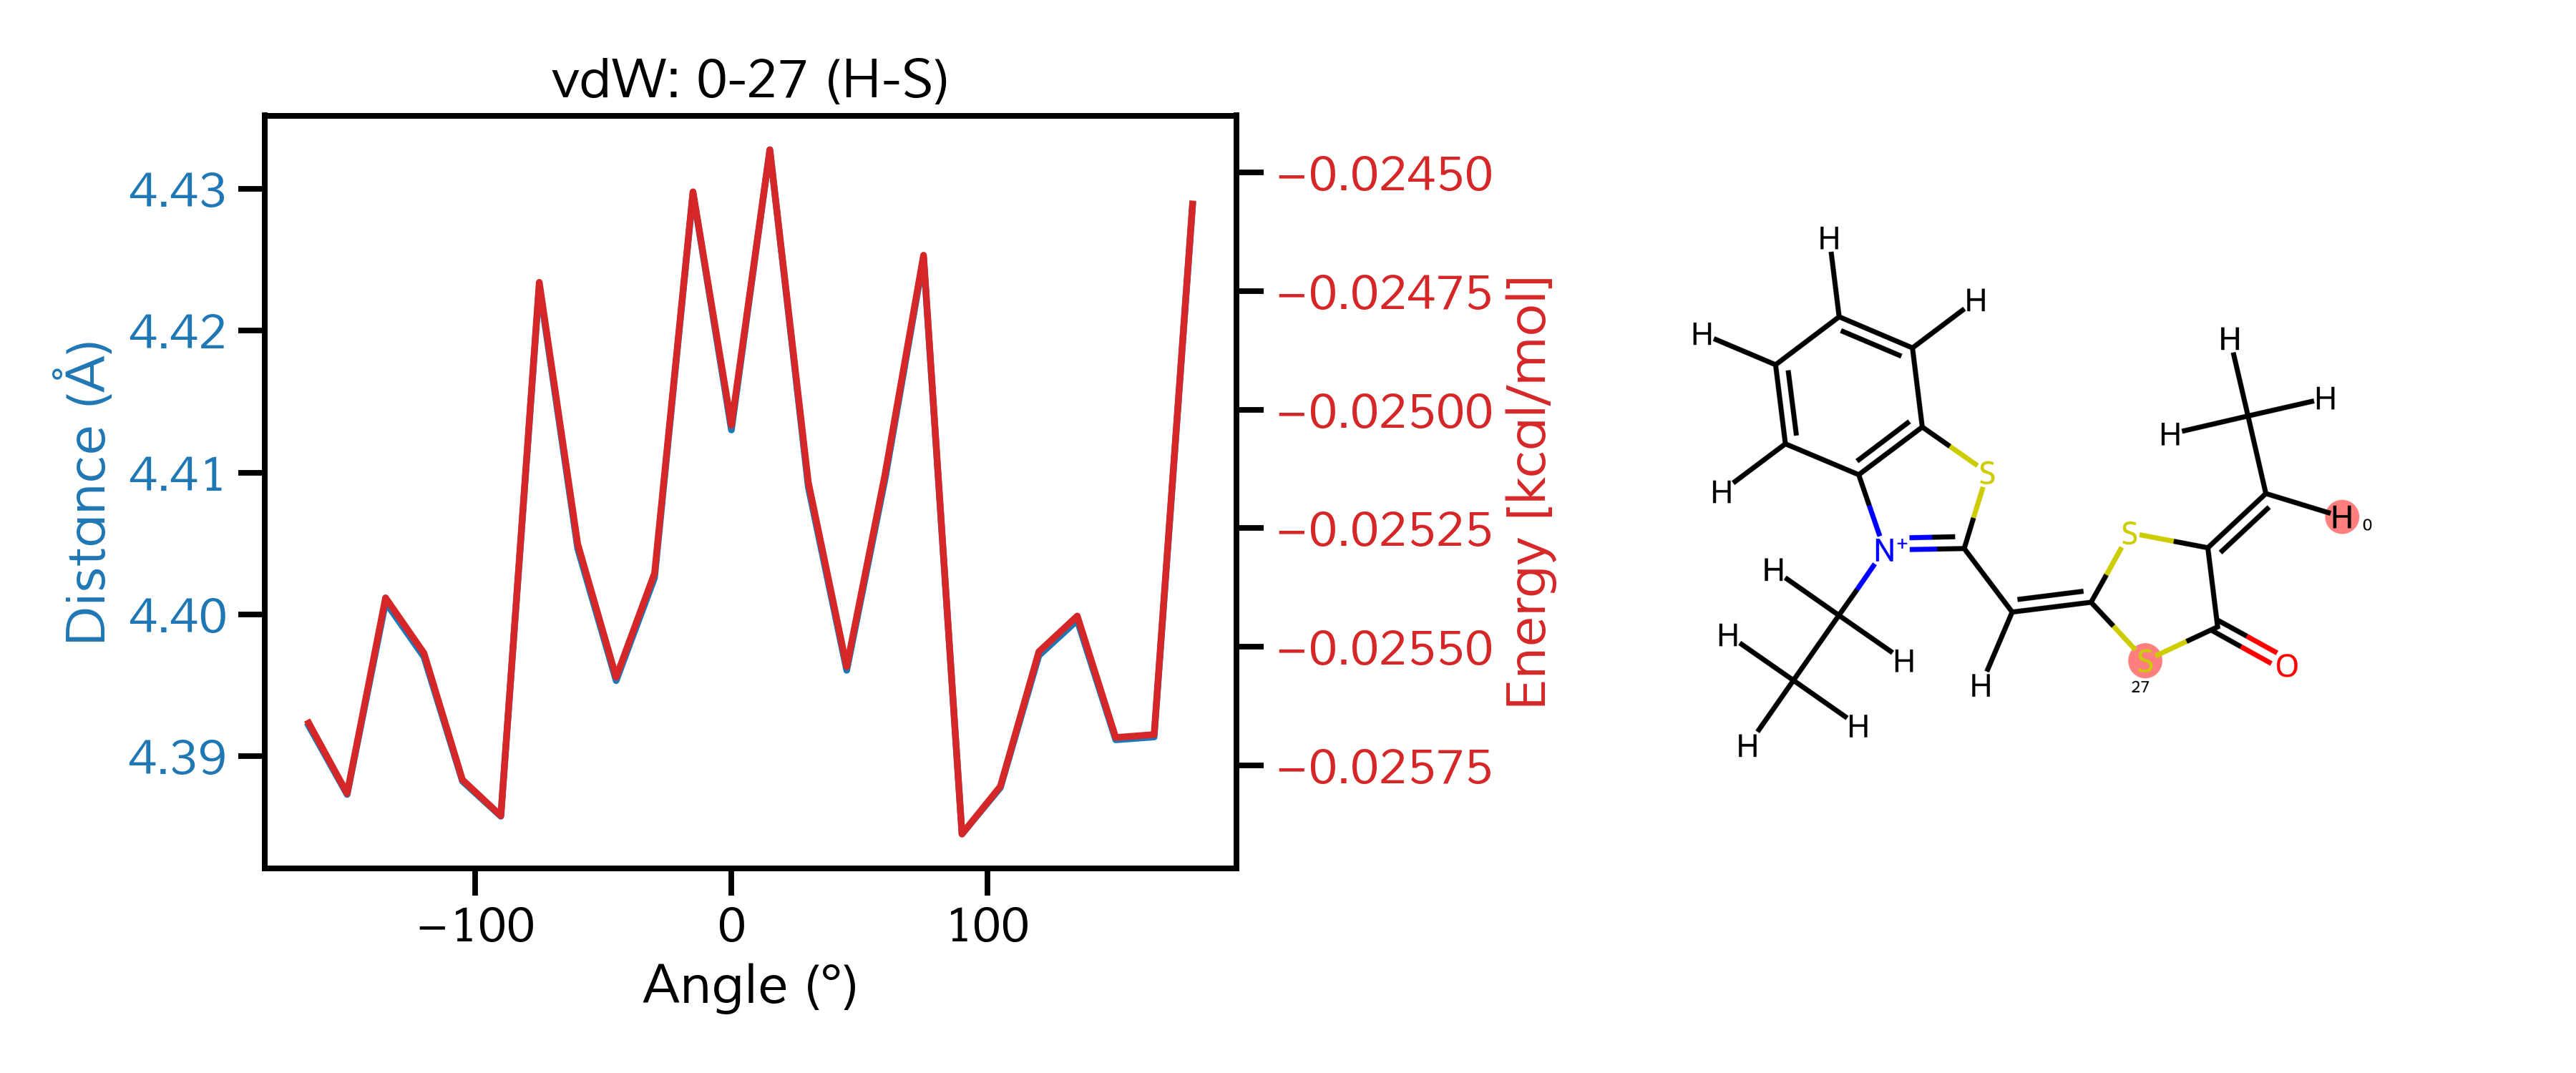 vdW: 0-27 (H-S)
Distance (Å)
4.43
4.42
4.41
4.40
4.39
−100
0
100
Angle (°)
−0.02450
−0.02475
−0.02500
−0.02525
−0.02550
−0.02575
Energy [kcal/mol]
H
H
H
H
H
H
H
S
H
H
H 0
S
N⁺
H
H
H
S
27
O
H
H
H